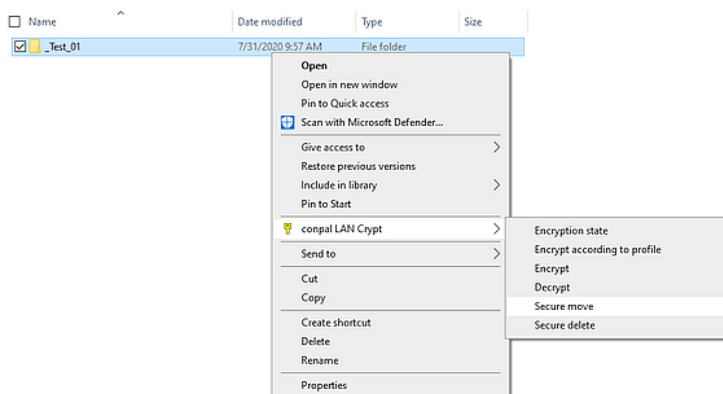 Name Date modified Type Size
_Test_01 7/31/2020 9:57 AM File folder
Open
Open in new window
Pin to Quick access
Scan with Microsoft Defender...
Give access to
Restore previous versions
Include in library
Pin to Start
conpal LAN Crypt
Send to
Cut
Copy
Create shortcut
Delete
Rename
Properties
Encryption state
Encrypt according to profile
Encrypt
Decrypt
Secure move
Secure delete